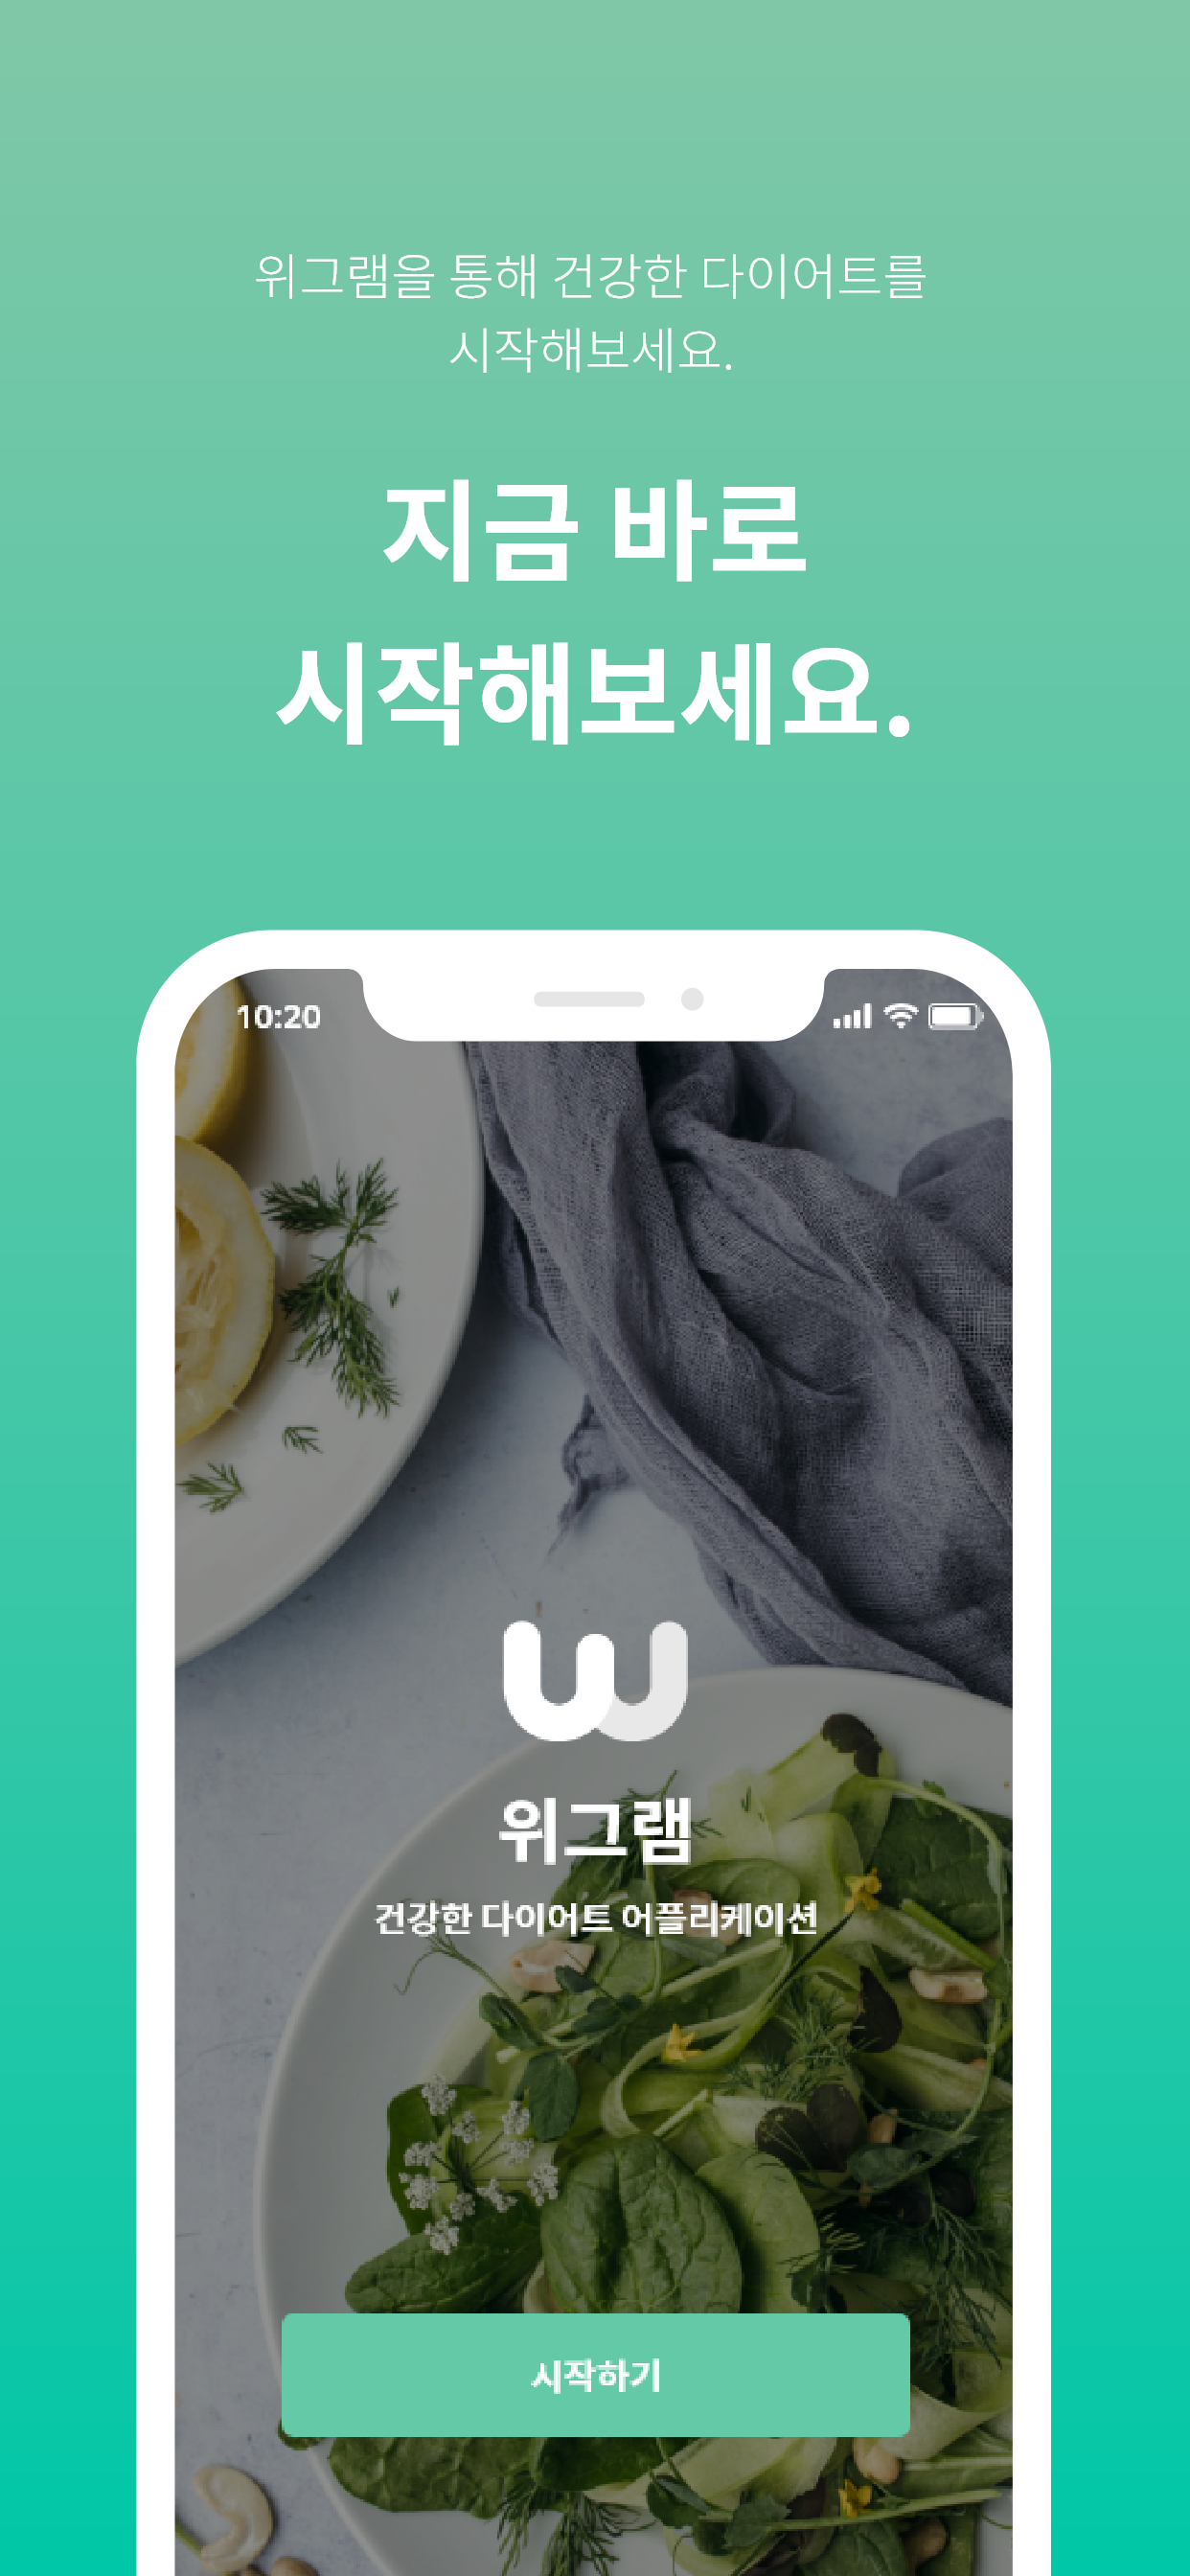 위그램을 통해 건강한 다이어트를
시작해보세요.
지금 바로
시작해보세요.
10:20
위그램
건강한 다이어트 어플리케이션
시작하기